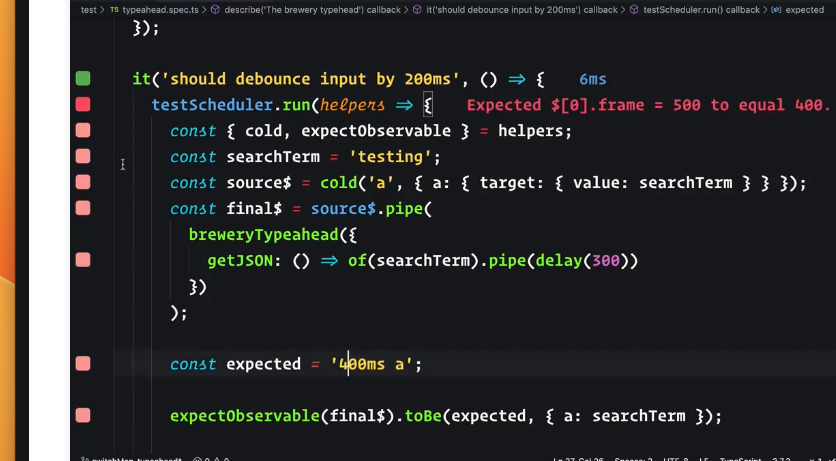 test > TS typeahead.spec.ts > describe('The brewery typehead') callback > it('should debounce input by 200ms') callback > testScheduler.run() callback > expected
});
it('should debounce input by 200ms', () => { 6ms
testScheduler.run(helpers => { Expected $[0].frame = 500 to equal 400.
const { cold, expectObservable } = helpers;
const searchTerm = 'testing';
const source$ = cold('a', { a: { target: { value: searchTerm } } });
const final$ = source$.pipe(
breweryTypeahead({
getJSON: () => of(searchTerm).pipe(delay(300))
})
);
const expected = '400ms a';
expectObservable(final$).toBe(expected, { a: searchTerm });